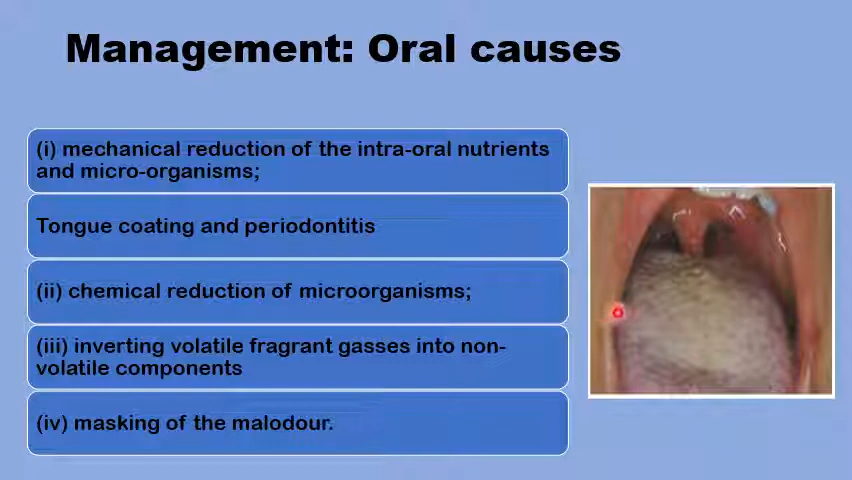 Management: Oral causes
(i) mechanical reduction of the intra-oral nutrients
and micro-organisms;
Tongue coating and periodontitis
(ii) chemical reduction of microorganisms;
(iii) inverting volatile fragrant gasses into non-
volatile components
(iv) masking of the malodour.